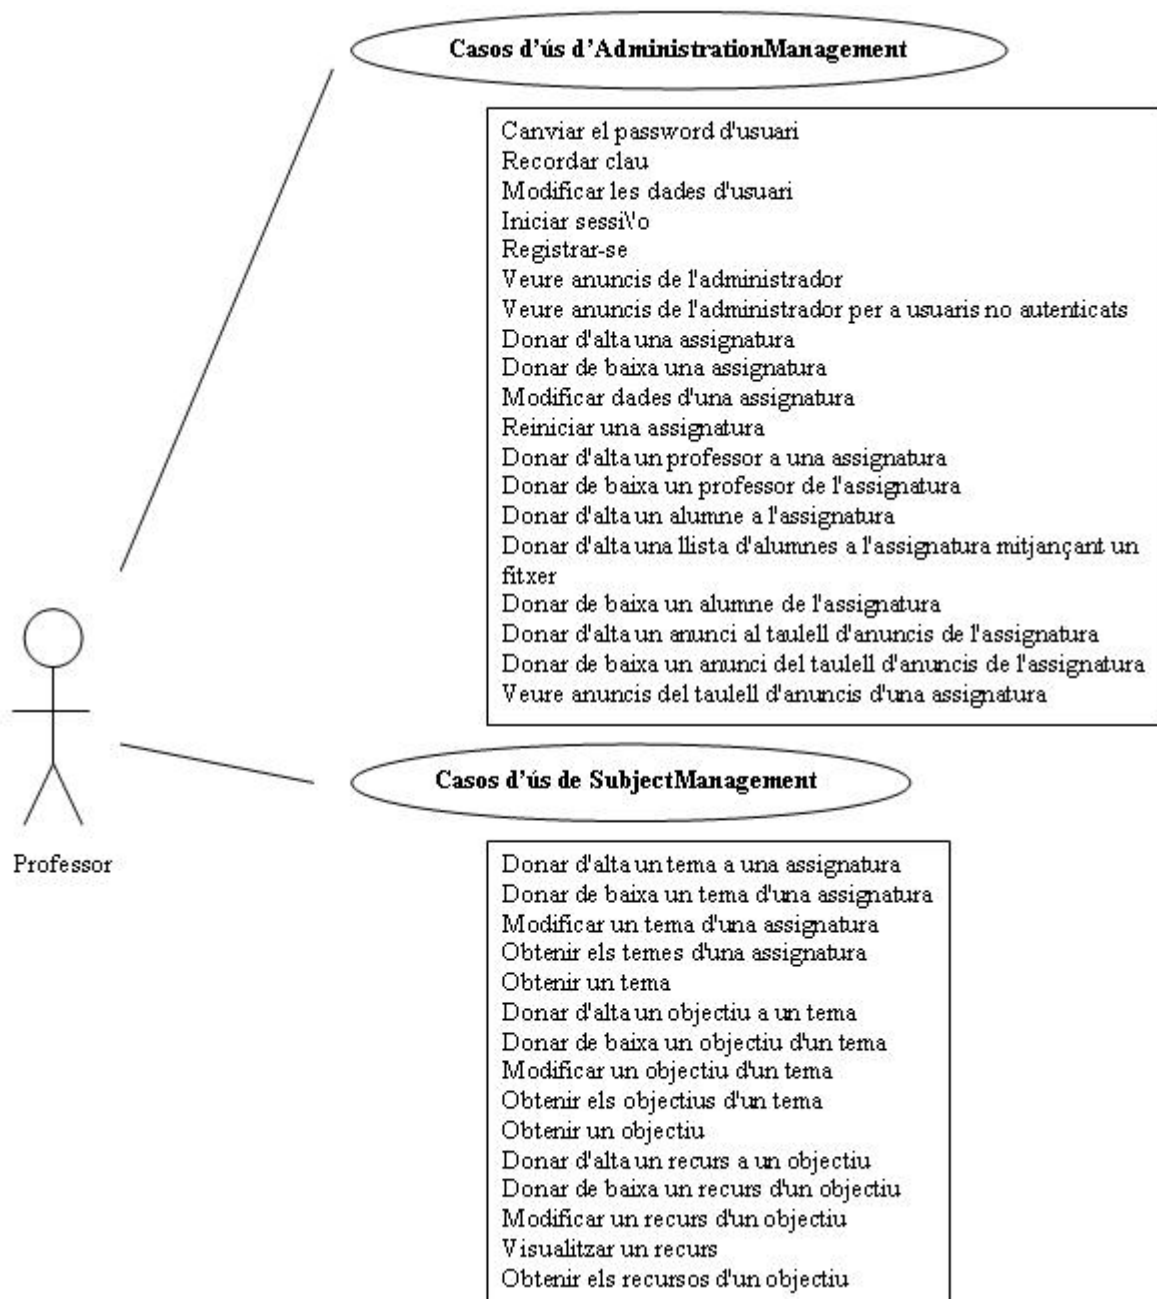 Casos d'ús d'AdministrationManagement
Canviar el password d'usuari
Recordar clau
Modificar les dades d'usuari
Iniciar sessi\'o
Registrar-se
Veure anuncis de l'administrador
Veure anuncis de l'administrador per a usuaris no autenticats
Donar d'alta una assignatura
Donar de baixa una assignatura
Modificar dades d'una assignatura
Reiniciar una assignatura
Donar d'alta un professor a una assignatura
Donar de baixa un professor de l'assignatura
Donar d'alta un alumne a l'assignatura
Donar d'alta una llista d'alumnes a l'assignatura mitjançant un
fitxer
Donar de baixa un alumne de l'assignatura
Donar d'alta un anunci al taulell d'anuncis de l'assignatura
Donar de baixa un anunci del taulell d'anuncis de l'assignatura
Veure anuncis del taulell d'anuncis d'una assignatura
Casos d'ús de SubjectManagement
Professor
Donar d'alta un tema a una assignatura
Donar de baixa un tema d'una assignatura
Modificar un tema d'una assignatura
Obtenir els temes d'una assignatura
Obtenir un tema
Donar d'alta un objectiu a un tema
Donar de baixa un objectiu d'un tema
Modificar un objectiu d'un tema
Obtenir els objectius d'un tema
Obtenir un objectiu
Donar d'alta un recurs a un objectiu
Donar de baixa un recurs d'un objectiu
Modificar un recurs d'un objectiu
Visualitzar un recurs
Obtenir els recursos d'un objectiu